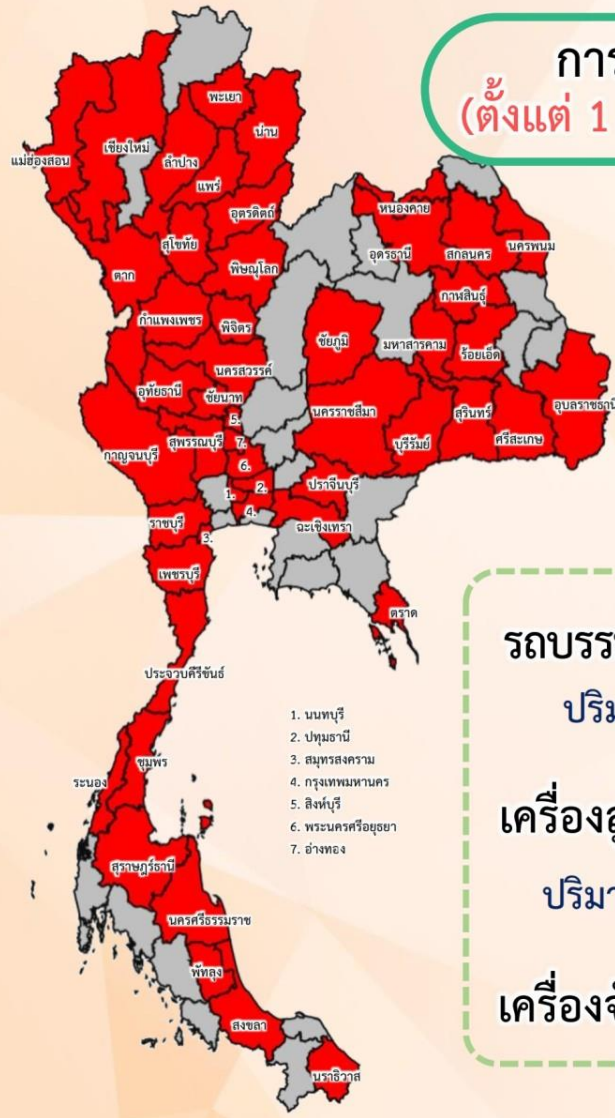 การ
(ตั้งแต่ 1
พะเยา
น่าน
แม่ฮ่องสอน
เชียงใหม่
ลำปาง
แพร่
อุตรดิตถ์
สุโขทัย
ตาก
พิษณุโลก
หนองคาย
อุดรธานี
สกลนคร
นครพนม
กาฬสินธุ์
กำแพงเพชร
พิจิตร
ชัยภูมิ
มหาสารคาม
ร้อยเอ็ด
นครสวรรค์
อุทัยธานี
ชัยนาท
นครราชสีมา
บุรีรัมย์
สุรินทร์
ศรีสะเกษ
อุบลราชธานี
กาญจนบุรี
สุพรรณบุรี
5.
7.
6.
1.
2.
4.
3.
ปราจีนบุรี
ฉะเชิงเทรา
ราชบุรี
เพชรบุรี
ตราด
ประจวบคีรีขันธ์
1. นนทบุรี
2. ปทุมธานี
3. สมุทรสงคราม
4. กรุงเทพมหานคร
5. สิงห์บุรี
6. พระนครศรีอยุธยา
7. อ่างทอง
ระนอง
ชุมพร
สุราษฎร์ธานี
นครศรีธรรมราช
พัทลุง
สงขลา
นราธิวาส
รถบรร
ปริม
เครื่องสู
ปริมา
เครื่องจั